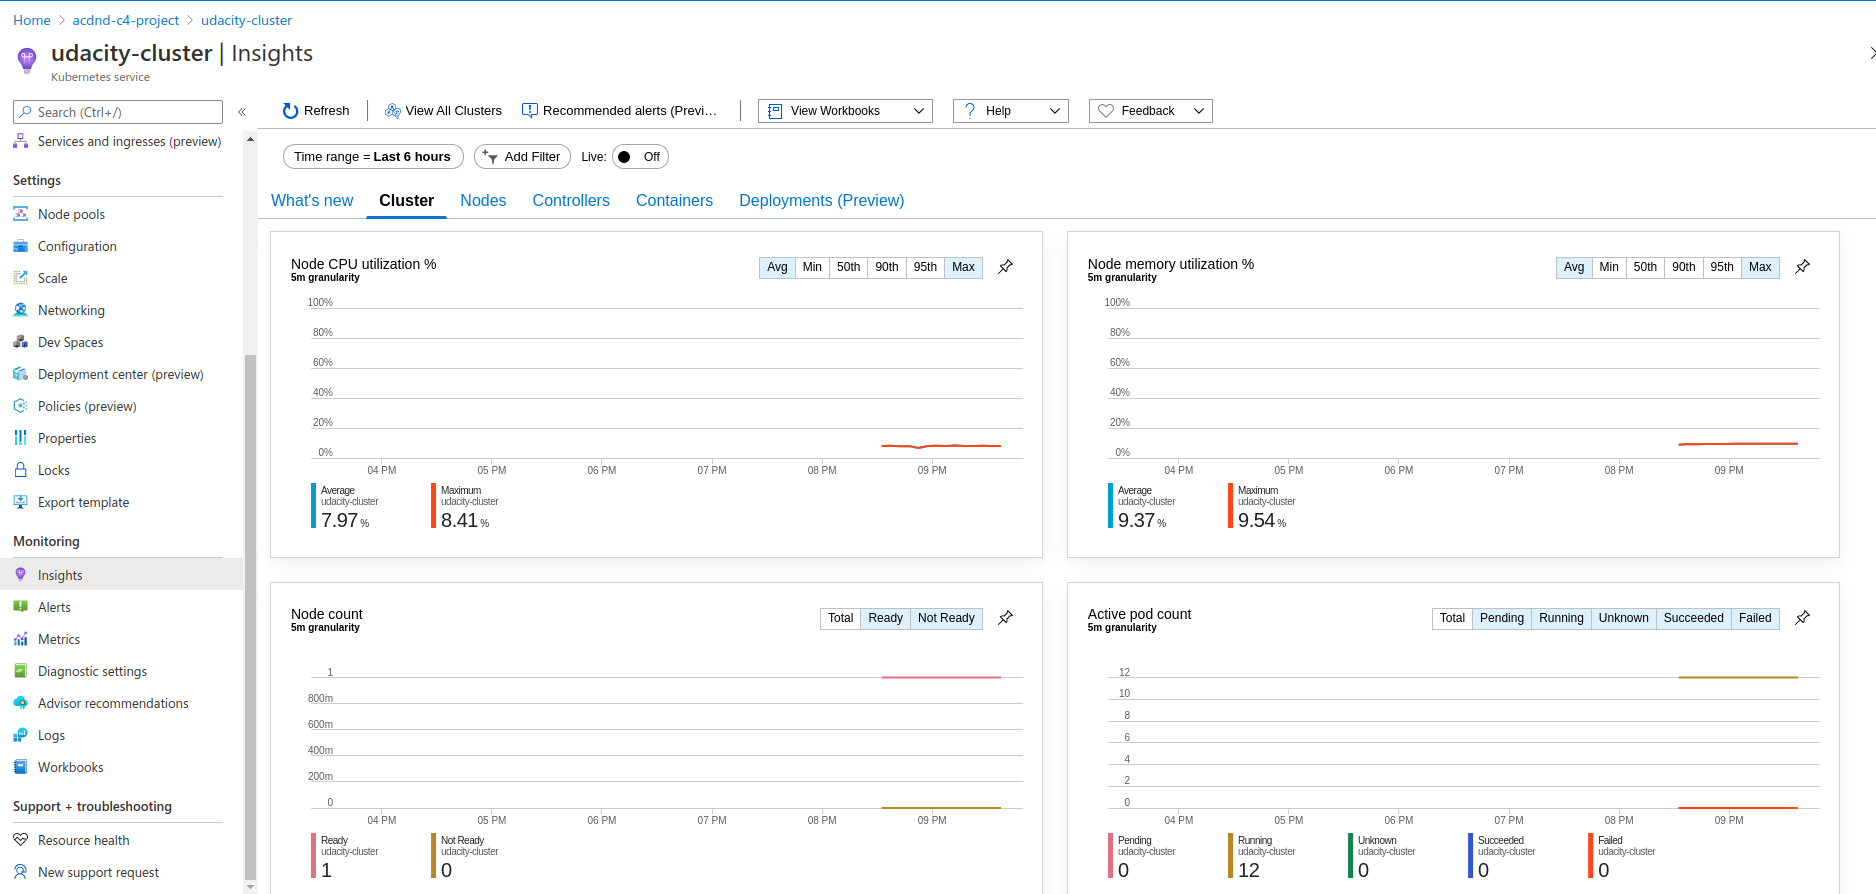 Home > acdnd-c4-project > udacity-cluster
udacity-cluster | Insights
Kubernetes service
Search (Ctrl+/)
«
Services and ingresses (preview)
Settings
Node pools
Configuration
Scale
Networking
Dev Spaces
Deployment center (preview)
Policies (preview)
Properties
Locks
Export template
Monitoring
Insights
Alerts
Metrics
Diagnostic settings
Advisor recommendations
Logs
Workbooks
Support + troubleshooting
Resource health
New support request
Refresh | View All Clusters Recommended alerts (Previ… | View Workbooks ? Help Feedback
Time range = Last 6 hours Add Filter Live: Off
What's new Cluster Nodes Controllers Containers Deployments (Preview)
Node CPU utilization %
5m granularity
Avg Min 50th 90th 95th Max
100%
80%
60%
40%
20%
0%
04 PM 05 PM 06 PM 07 PM 08 PM 09 PM
Average Maximum
udacity-cluster udacity-cluster
7.97 % 8.41 %
Node memory utilization %
5m granularity
Avg Min 50th 90th 95th Max
100%
80%
60%
40%
20%
0%
04 PM 05 PM 06 PM 07 PM 08 PM 09 PM
Average Maximum
udacity-cluster udacity-cluster
9.37 % 9.54 %
Node count
5m granularity
Total Ready Not Ready
1
800m
600m
400m
200m
0
04 PM 05 PM 06 PM 07 PM 08 PM 09 PM
Ready Not Ready
udacity-cluster udacity-cluster
1 0
Active pod count
5m granularity
Total Pending Running Unknown Succeeded Failed
12
10
8
6
4
2
0
04 PM 05 PM 06 PM 07 PM 08 PM 09 PM
Pending Running Unknown Succeeded Failed
udacity-cluster udacity-cluster udacity-cluster udacity-cluster udacity-cluster
0 12 0 0 0